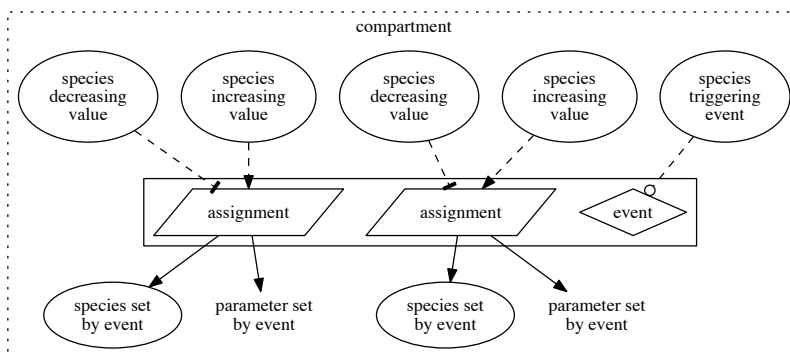 compartment
species
decreasing
value
species
increasing
value
species
decreasing
value
species
increasing
value
species
triggering
event
assignment
assignment
event
species set
by event
parameter set
by event
species set
by event
parameter set
by event